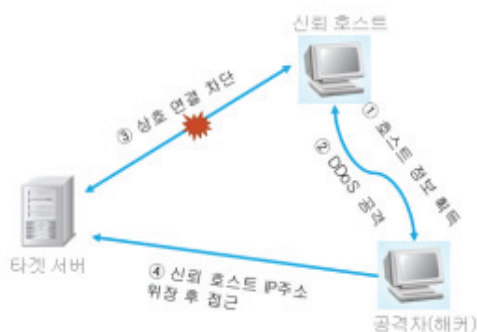 신뢰 호스트
③ 상호 연결 차단
① 호스트 정보 획득
② DDoS 공격
타겟 서버
④ 신뢰 호스트 IP주소
위장 후 접근
공격자(해커)